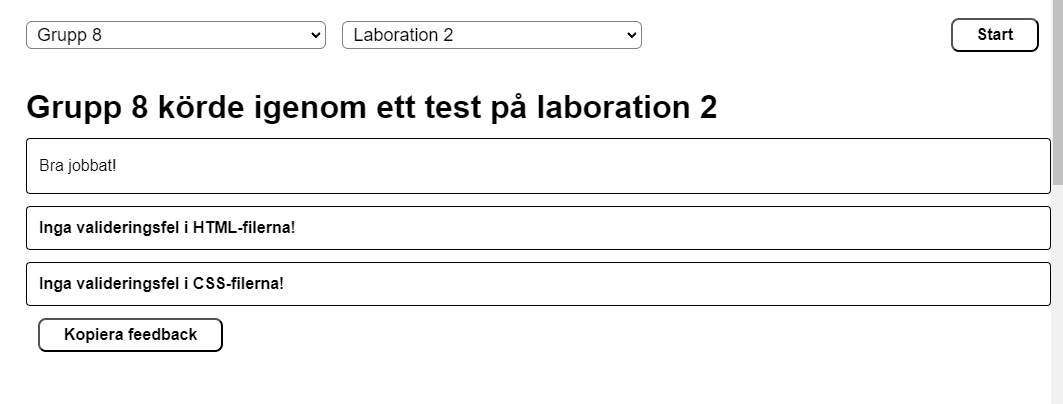 Grupp 8
Laboration 2
Start
Grupp 8 körde igenom ett test på laboration 2
Bra jobbat!
Inga valideringsfel i HTML-filerna!
Inga valideringsfel i CSS-filerna!
Kopiera feedback